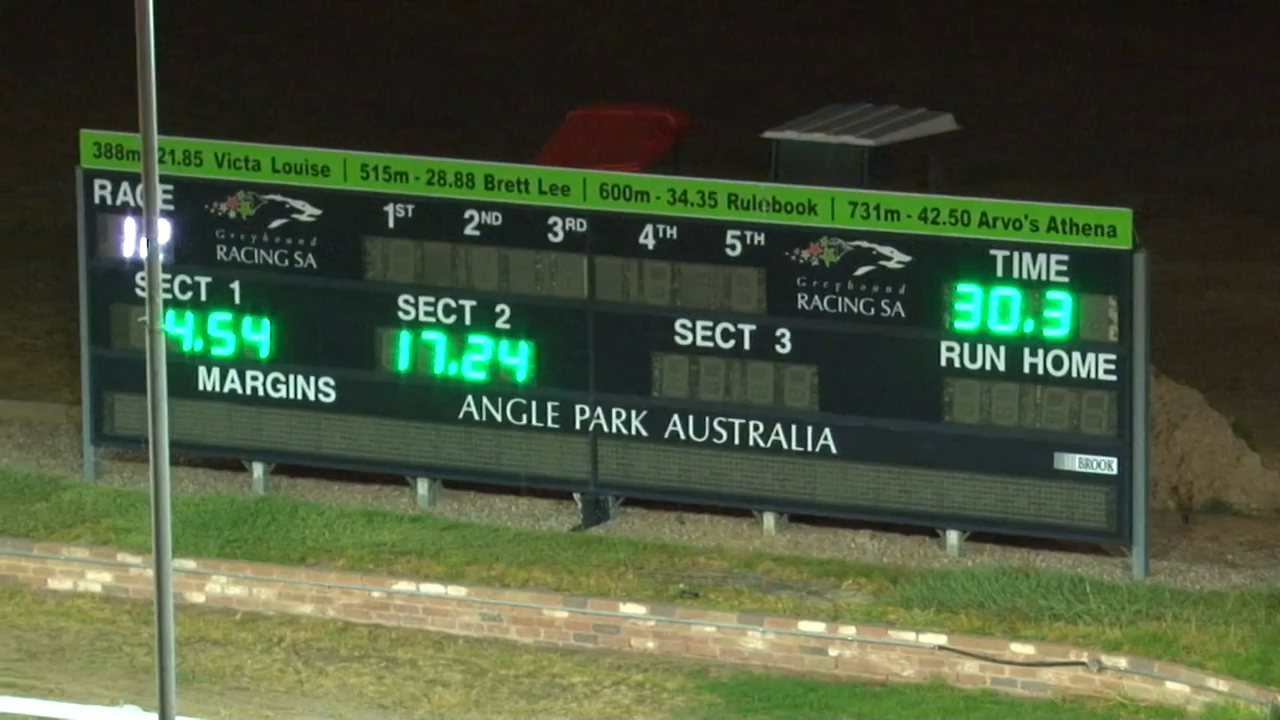 388m 21.85 Victa Louise | 515m - 28.88 Brett Lee | 600m - 34.35 Rulebook | 731m - 42.50 Arvo's Athena
RACE
Greyhound
RACING SA
1ST 2ND 3RD 4TH 5TH
Greyhound
RACING SA
TIME
30.3
SECT 1
4.54
SECT 2
17.24
SECT 3
RUN HOME
MARGINS
ANGLE PARK AUSTRALIA
BROOK